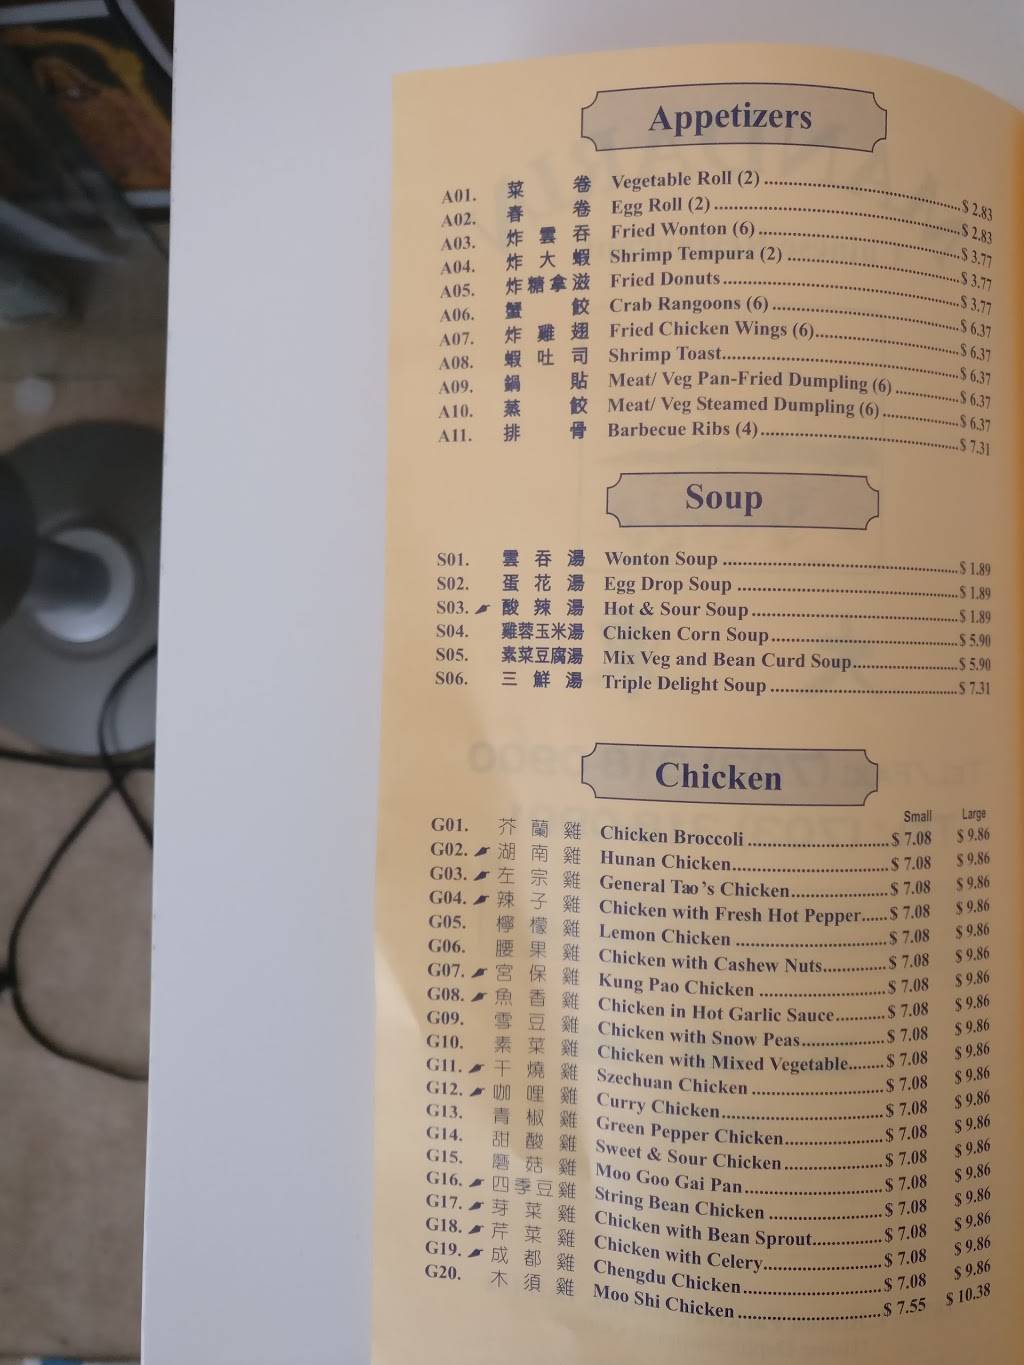 Appetizers
A01. 菜 卷 Vegetable Roll (2) $ 2.83
A02. 春 卷 Egg Roll (2) $ 2.83
A03. 炸 雲 吞 Fried Wonton (6) $ 3.77
A04. 炸 大 蝦 Shrimp Tempura (2) $ 3.77
A05. 炸 糖 拿 滋 Fried Donuts $ 3.77
A06. 蟹 餃 Crab Rangoons (6) $ 6.37
A07. 炸 雞 翅 Fried Chicken Wings (6) $ 6.37
A08. 蝦 吐 司 Shrimp Toast $ 6.37
A09. 鍋 貼 Meat/ Veg Pan-Fried Dumpling (6) $ 6.37
A10. 蒸 餃 Meat/ Veg Steamed Dumpling (6) $ 6.37
A11. 排 骨 Barbecue Ribs (4) $ 7.31
Soup
S01. 雲 吞 湯 Wonton Soup $ 1.89
S02. 蛋 花 湯 Egg Drop Soup $ 1.89
S03. 酸 辣 湯 Hot & Sour Soup $ 1.89
S04. 雞蓉玉米湯 Chicken Corn Soup $ 5.90
S05. 素菜豆腐湯 Mix Veg and Bean Curd Soup $ 5.90
S06. 三 鮮 湯 Triple Delight Soup $ 7.31
Chicken
Small Large
G01. 芥 蘭 雞 Chicken Broccoli $ 7.08 $ 9.86
G02. 湖 南 雞 Hunan Chicken $ 7.08 $ 9.86
G03. 左 宗 雞 General Tao's Chicken $ 7.08 $ 9.86
G04. 辣 子 雞 Chicken with Fresh Hot Pepper $ 7.08 $ 9.86
G05. 檸 檬 雞 Lemon Chicken $ 7.08 $ 9.86
G06. 腰 果 雞 Chicken with Cashew Nuts $ 7.08 $ 9.86
G07. 宮 保 雞 Kung Pao Chicken $ 7.08 $ 9.86
G08. 魚 香 雞 Chicken in Hot Garlic Sauce $ 7.08 $ 9.86
G09. 雪 豆 雞 Chicken with Snow Peas $ 7.08 $ 9.86
G10. 素 菜 雞 Chicken with Mixed Vegetable $ 7.08 $ 9.86
G11. 干 燒 雞 Szechuan Chicken $ 7.08 $ 9.86
G12. 咖 哩 雞 Curry Chicken $ 7.08 $ 9.86
G13. 青 椒 雞 Green Pepper Chicken $ 7.08 $ 9.86
G14. 甜 酸 雞 Sweet & Sour Chicken $ 7.08 $ 9.86
G15. 蘑 菇 雞 Moo Goo Gai Pan $ 7.08 $ 9.86
G16. 四 季 豆 雞 String Bean Chicken $ 7.08 $ 9.86
G17. 芽 菜 雞 Chicken with Bean Sprout $ 7.08 $ 9.86
G18. 芹 菜 雞 Chicken with Celery $ 7.08 $ 9.86
G19. 成 都 雞 Chengdu Chicken $ 7.08 $ 9.86
G20. 木 須 雞 Moo Shi Chicken $ 7.55 $ 10.38